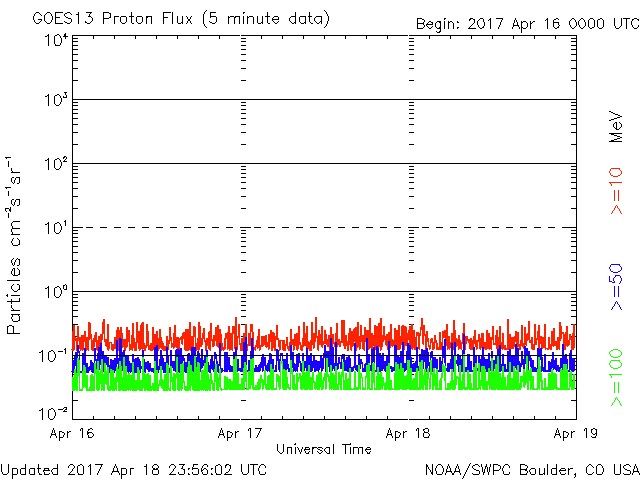 GOES13 Proton Flux (5 minute data)
Begin: 2017 Apr 16 0000 UTC
10⁴
10³
10²
10¹
10⁰
10⁻¹
10⁻²
Particles cm⁻²s⁻¹sr⁻¹
MeV
>=10
>=50
>=100
Apr 16
Apr 17
Apr 18
Apr 19
Universal Time
Updated 2017 Apr 18 23:56:02 UTC
NOAA/SWPC Boulder, CO USA